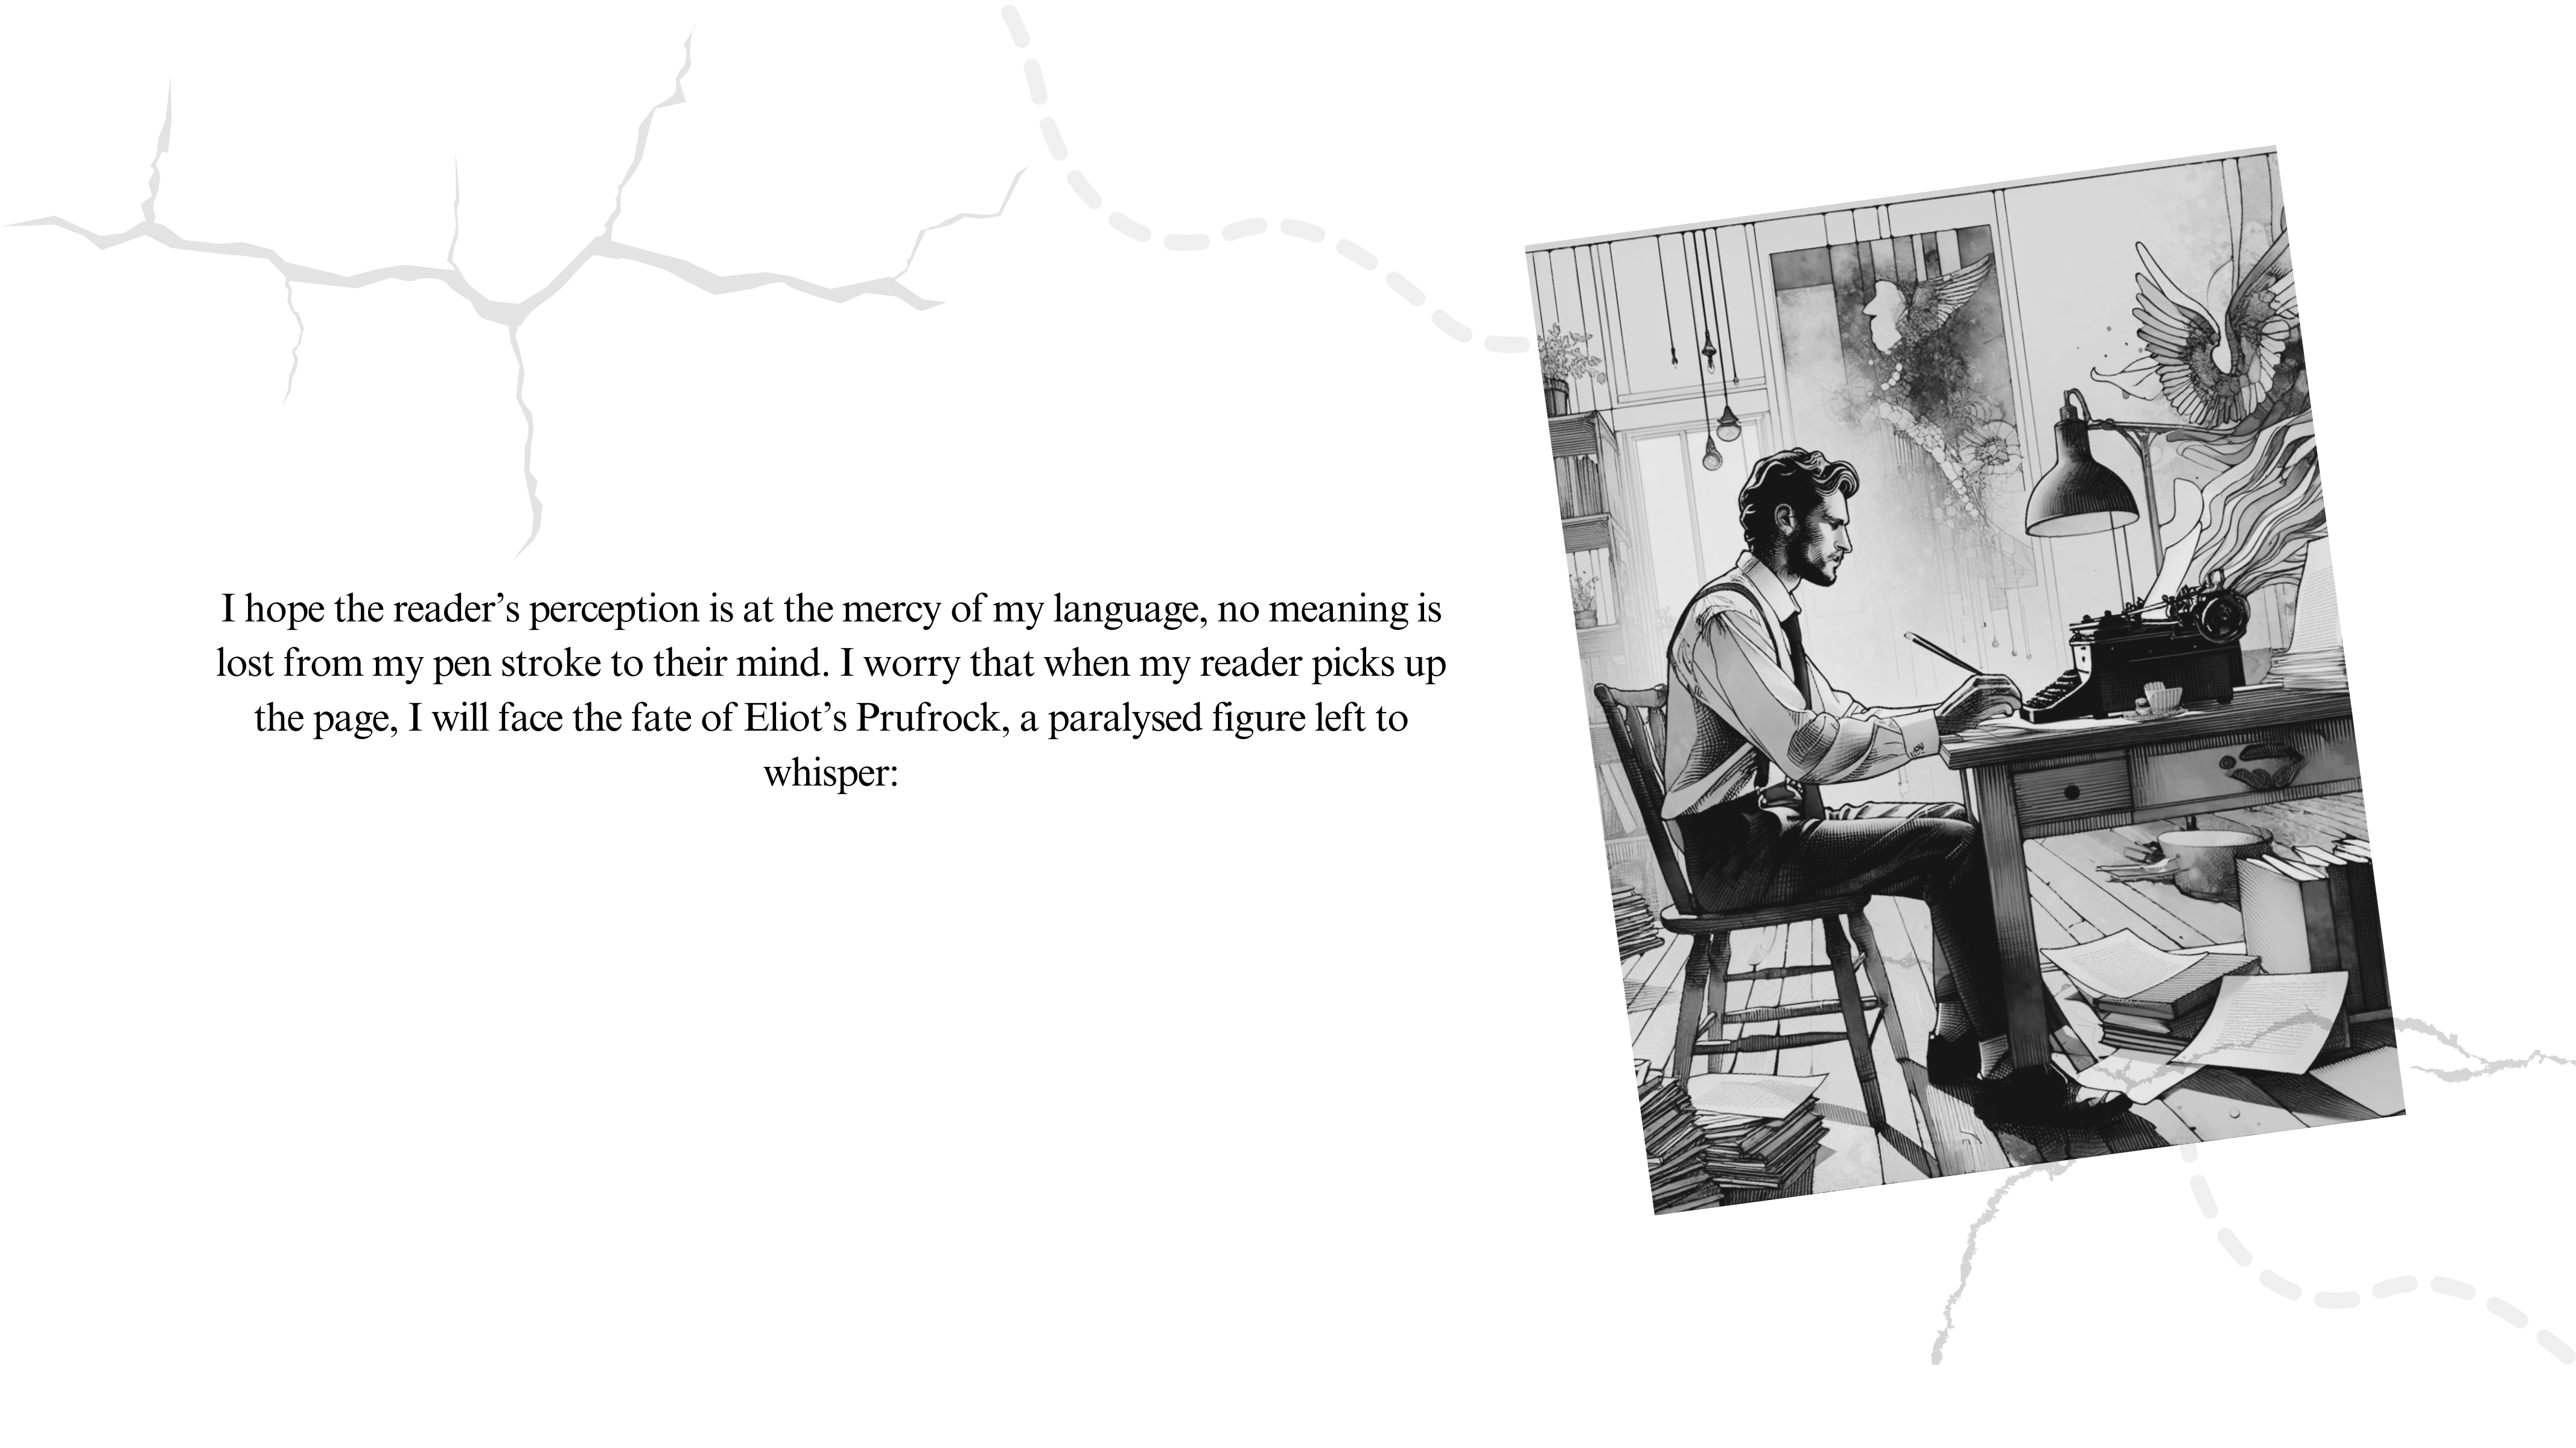 I hope the reader’s perception is at the mercy of my language, no meaning is
lost from my pen stroke to their mind. I worry that when my reader picks up
the page, I will face the fate of Eliot’s Prufrock, a paralysed figure left to
whisper: